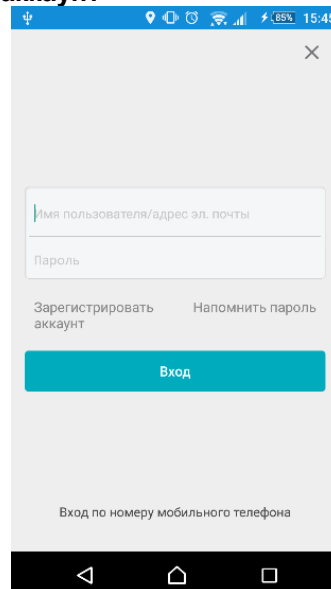 аккаунт
85% 15:45
Имя пользователя/адрес эл. почты
Пароль
Зарегистрировать Напомнить пароль
аккаунт
Вход
Вход по номеру мобильного телефона